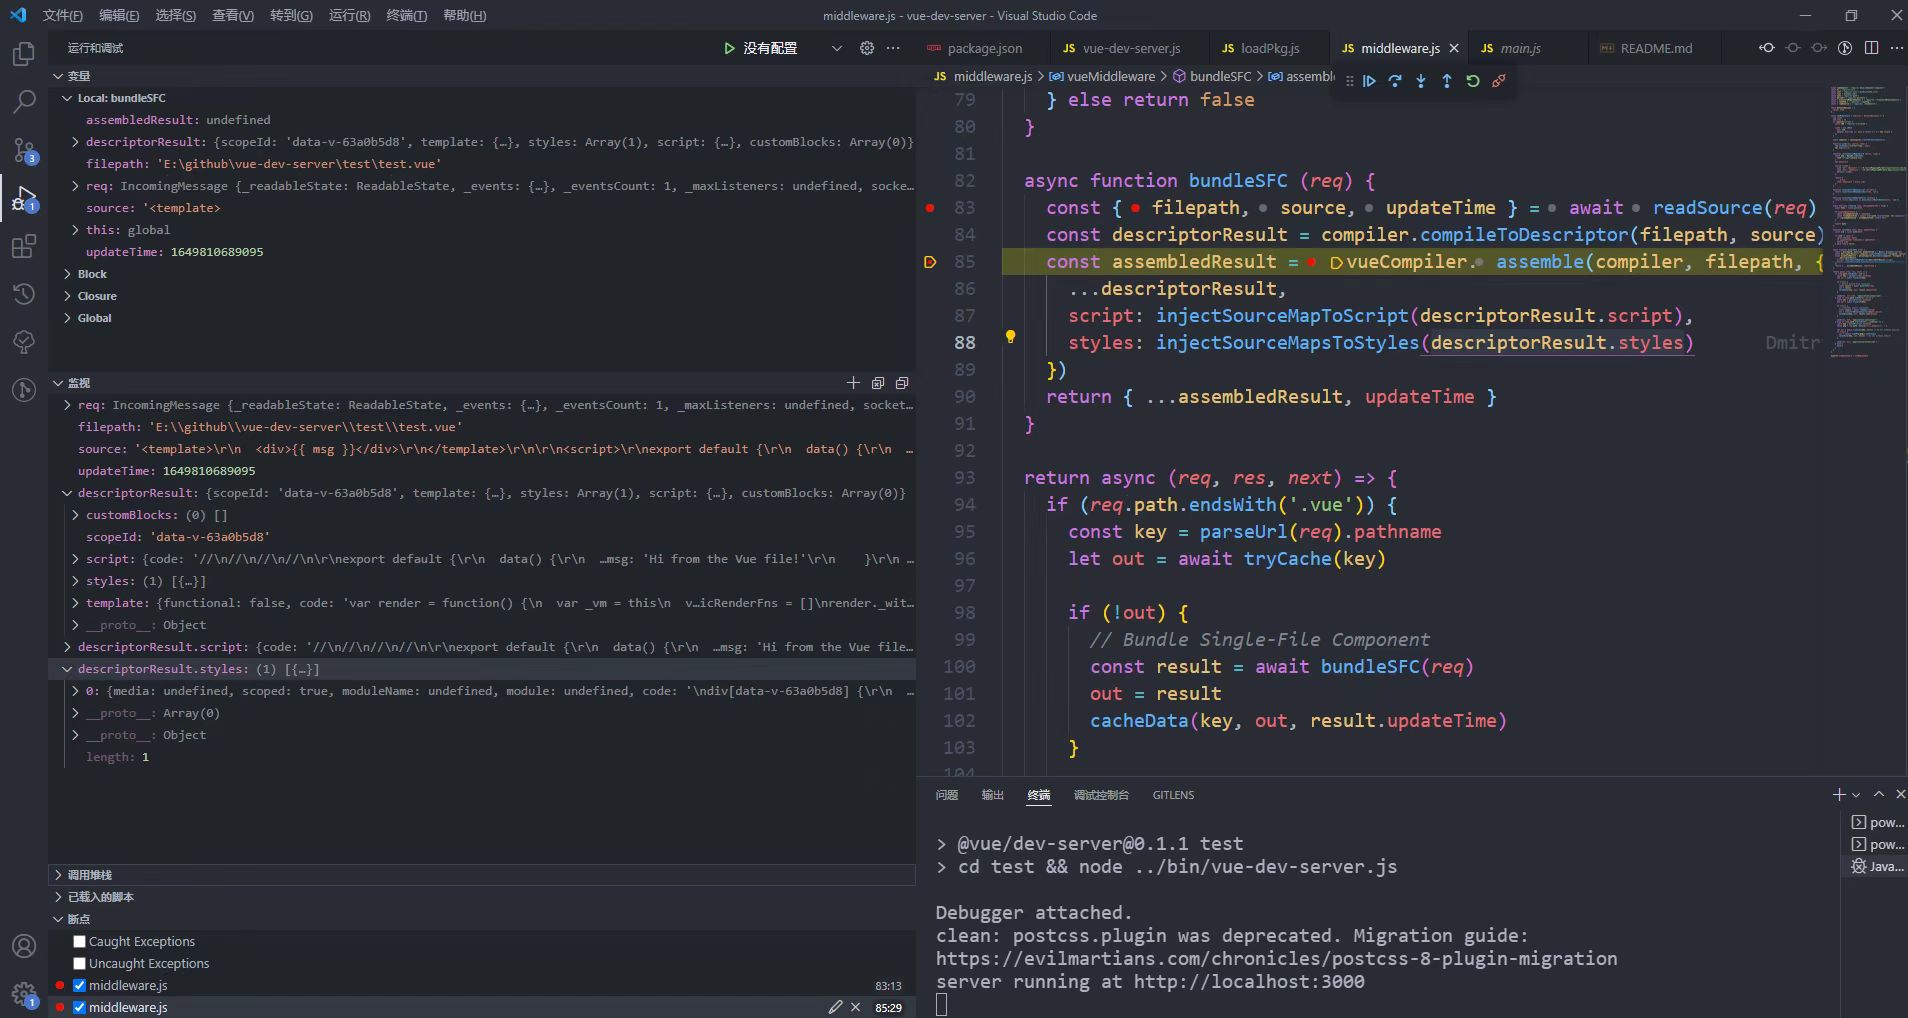 文件(F) 编辑(E) 选择(S) 查看(V) 转到(G) 运行(R) 终端(T) 帮助(H)
middleware.js - vue-dev-server - Visual Studio Code
运行和调试
没有配置
变量
Local: bundleSFC
assembledResult: undefined
descriptorResult: {scopeId: 'data-v-63a0b5d8', template: {…}, styles: Array(1), script: {…}, customBlocks: Array(0)}
filepath: 'E:\github\vue-dev-server\test\test.vue'
req: IncomingMessage {_readableState: ReadableState, _events: {…}, _eventsCount: 1, _maxListeners: undefined, socke…
source: '<template>
this: global
updateTime: 1649810689095
Block
Closure
Global
监视
req: IncomingMessage {_readableState: ReadableState, _events: {…}, _eventsCount: 1, _maxListeners: undefined, socket…
filepath: 'E:\\github\\vue-dev-server\\test\\test.vue'
source: '<template>\r\n  <div>{{ msg }}</div>\r\n</template>\r\n\r\n<script>\r\nexport default {\r\n  data() {\r\n  …
updateTime: 1649810689095
descriptorResult: {scopeId: 'data-v-63a0b5d8', template: {…}, styles: Array(1), script: {…}, customBlocks: Array(0)}
customBlocks: (0) []
scopeId: 'data-v-63a0b5d8'
script: {code: '//\n//\n//\n//\n\r\nexport default {\r\n  data() {\r\n  …msg: 'Hi from the Vue file!'\r\n    }\r\n …
styles: (1) [{…}]
template: {functional: false, code: 'var render = function() {\n  var _vm = this\n  v…icRenderFns = []\nrender._wit…
__proto__: Object
descriptorResult.script: {code: '//\n//\n//\n//\n\r\nexport default {\r\n  data() {\r\n  …msg: 'Hi from the Vue file…
descriptorResult.styles: (1) [{…}]
0: {media: undefined, scoped: true, moduleName: undefined, module: undefined, code: '\ndiv[data-v-63a0b5d8] {\r\n  …
__proto__: Array(0)
__proto__: Object
length: 1
调用堆栈
已载入的脚本
断点
Caught Exceptions
Uncaught Exceptions
middleware.js 83:13
middleware.js 85:29
3
1
1
package.json JS vue-dev-server.js JS loadPkg.js JS middleware.js JS main.js README.md
JS middleware.js > vueMiddleware > bundleSFC > assembl
79 } else return false
80 }
81
82 async function bundleSFC (req) {
83 const { filepath, source, updateTime } = await readSource(req)
84 const descriptorResult = compiler.compileToDescriptor(filepath, source)
85 const assembledResult = vueCompiler.assemble(compiler, filepath, {
86 ...descriptorResult,
87 script: injectSourceMapToScript(descriptorResult.script),
88 styles: injectSourceMapsToStyles(descriptorResult.styles) Dmitr
89 })
90 return { ...assembledResult, updateTime }
91 }
92
93 return async (req, res, next) => {
94 if (req.path.endsWith('.vue')) {
95 const key = parseUrl(req).pathname
96 let out = await tryCache(key)
97
98 if (!out) {
99 // Bundle Single-File Component
100 const result = await bundleSFC(req)
101 out = result
102 cacheData(key, out, result.updateTime)
103 }
104
问题 输出 终端 调试控制台 GITLENS
> @vue/dev-server@0.1.1 test
> cd test && node ../bin/vue-dev-server.js
Debugger attached.
clean: postcss.plugin was deprecated. Migration guide:
https://evilmartians.com/chronicles/postcss-8-plugin-migration
server running at http://localhost:3000
pow...
pow...
Java...